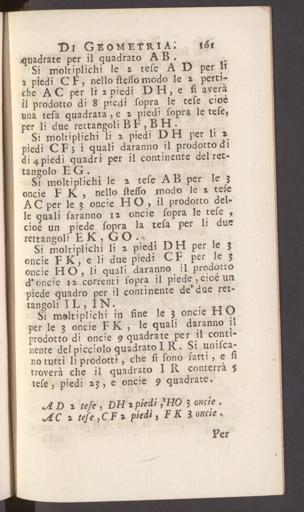 DI GEOMETRIA. 161
quadrate per il quadrato AB.
Si moltiplichi le 2 tese AD per li
2 piedi CF, nello stesso modo le 2 perti-
che AC per li 2 piedi DH, e si averà
il prodotto di 8 piedi sopra le tese cioè
una tesa quadrata, e 2 piedi sopra le tese,
per li due rettangoli BF, BH.
Si moltiplichi li 2 piedi DH per li 2
piedi CF; i quali daranno il prodotto di
di 4 piedi quadri per il continente del ret-
tangolo EG.
Si moltiplichi le 2 tese AB per le 3
oncie FK, nello stesso modo le 2 tese
AC per le 3 oncie HO, il prodotto del-
le quali saranno 12 oncie sopra le tese,
cioè un piede sopra la tesa per li due
rettangoli EK, GO.
Si moltiplichi li 2 piedi DH per le 3
oncie FK, e li due piedi CF per le 3
oncie HO, li quali daranno il prodotto
d'oncie 12 correnti sopra il piede, cioè un
piede quadro per il continente de' due ret-
tangoli IL, IN.
Si moltiplichi in fine le 3 oncie HO
per le 3 oncie FK, le quali daranno il
prodotto di oncie 9 quadrate per il conti-
nente del picciolo quadrato IR. Si unisca-
no tutti li prodotti, che si sono fatti, e si
troverà che il quadrato IR conterrà 5
tese, piedi 23, e oncie 9 quadrate.
AD 2 tese, DH 2 piedi, HO 3 oncie.
AC 2 tese, CF 2 piedi, FK 3 oncie.
Per